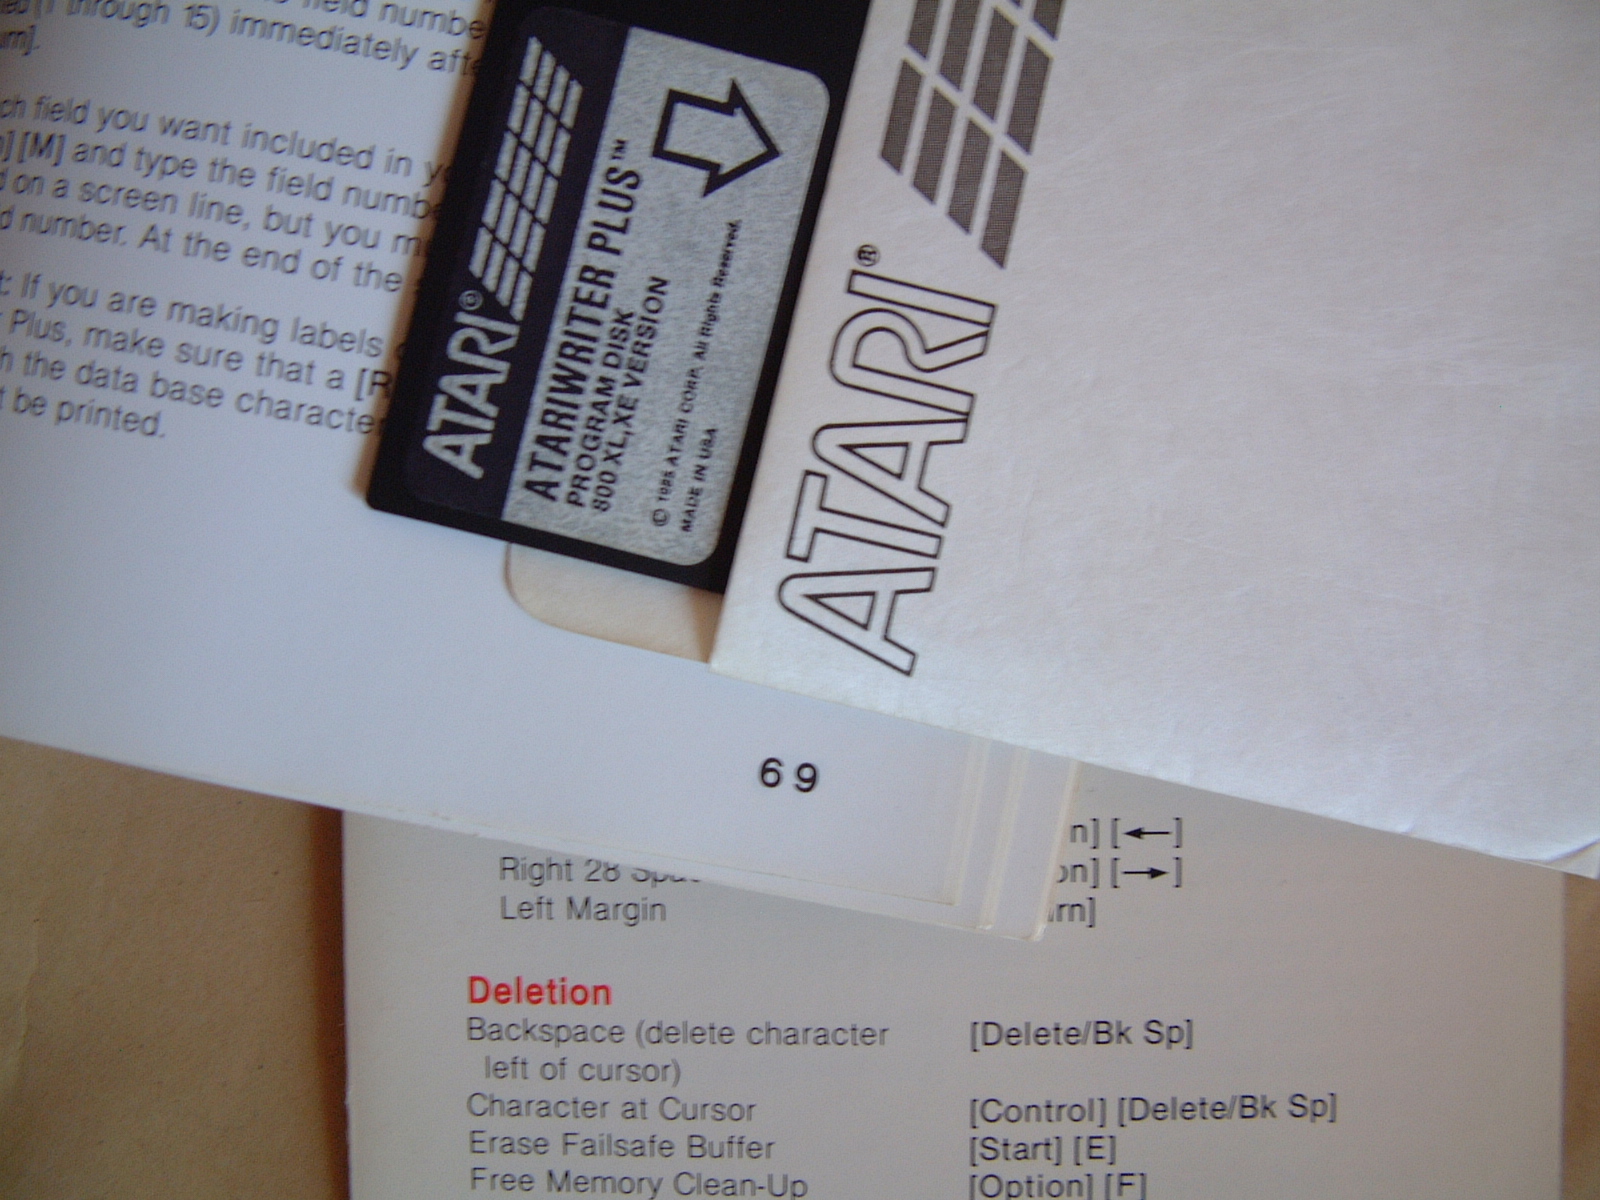 field numbe
through 15) immediately afte
ch field you want included in
[M] and type the field numb
on a screen line, but you m
d number. At the end of the
t: If you are making labels
Plus, make sure that a [R
h the data base characte
t be printed.
ATARI®
ATARIWRITER PLUS™
PROGRAM DISK
800 XL, XE VERSION
© 1985 ATARI CORP. All Rights Reserved.
MADE IN USA
ATARI®
69
n] [←]
Right 28 on] [→]
Left Margin rn]
Deletion
Backspace (delete character [Delete/Bk Sp]
left of cursor)
Character at Cursor [Control] [Delete/Bk Sp]
Erase Failsafe Buffer [Start] [E]
Free Memory Clean-Up [Option] [F]